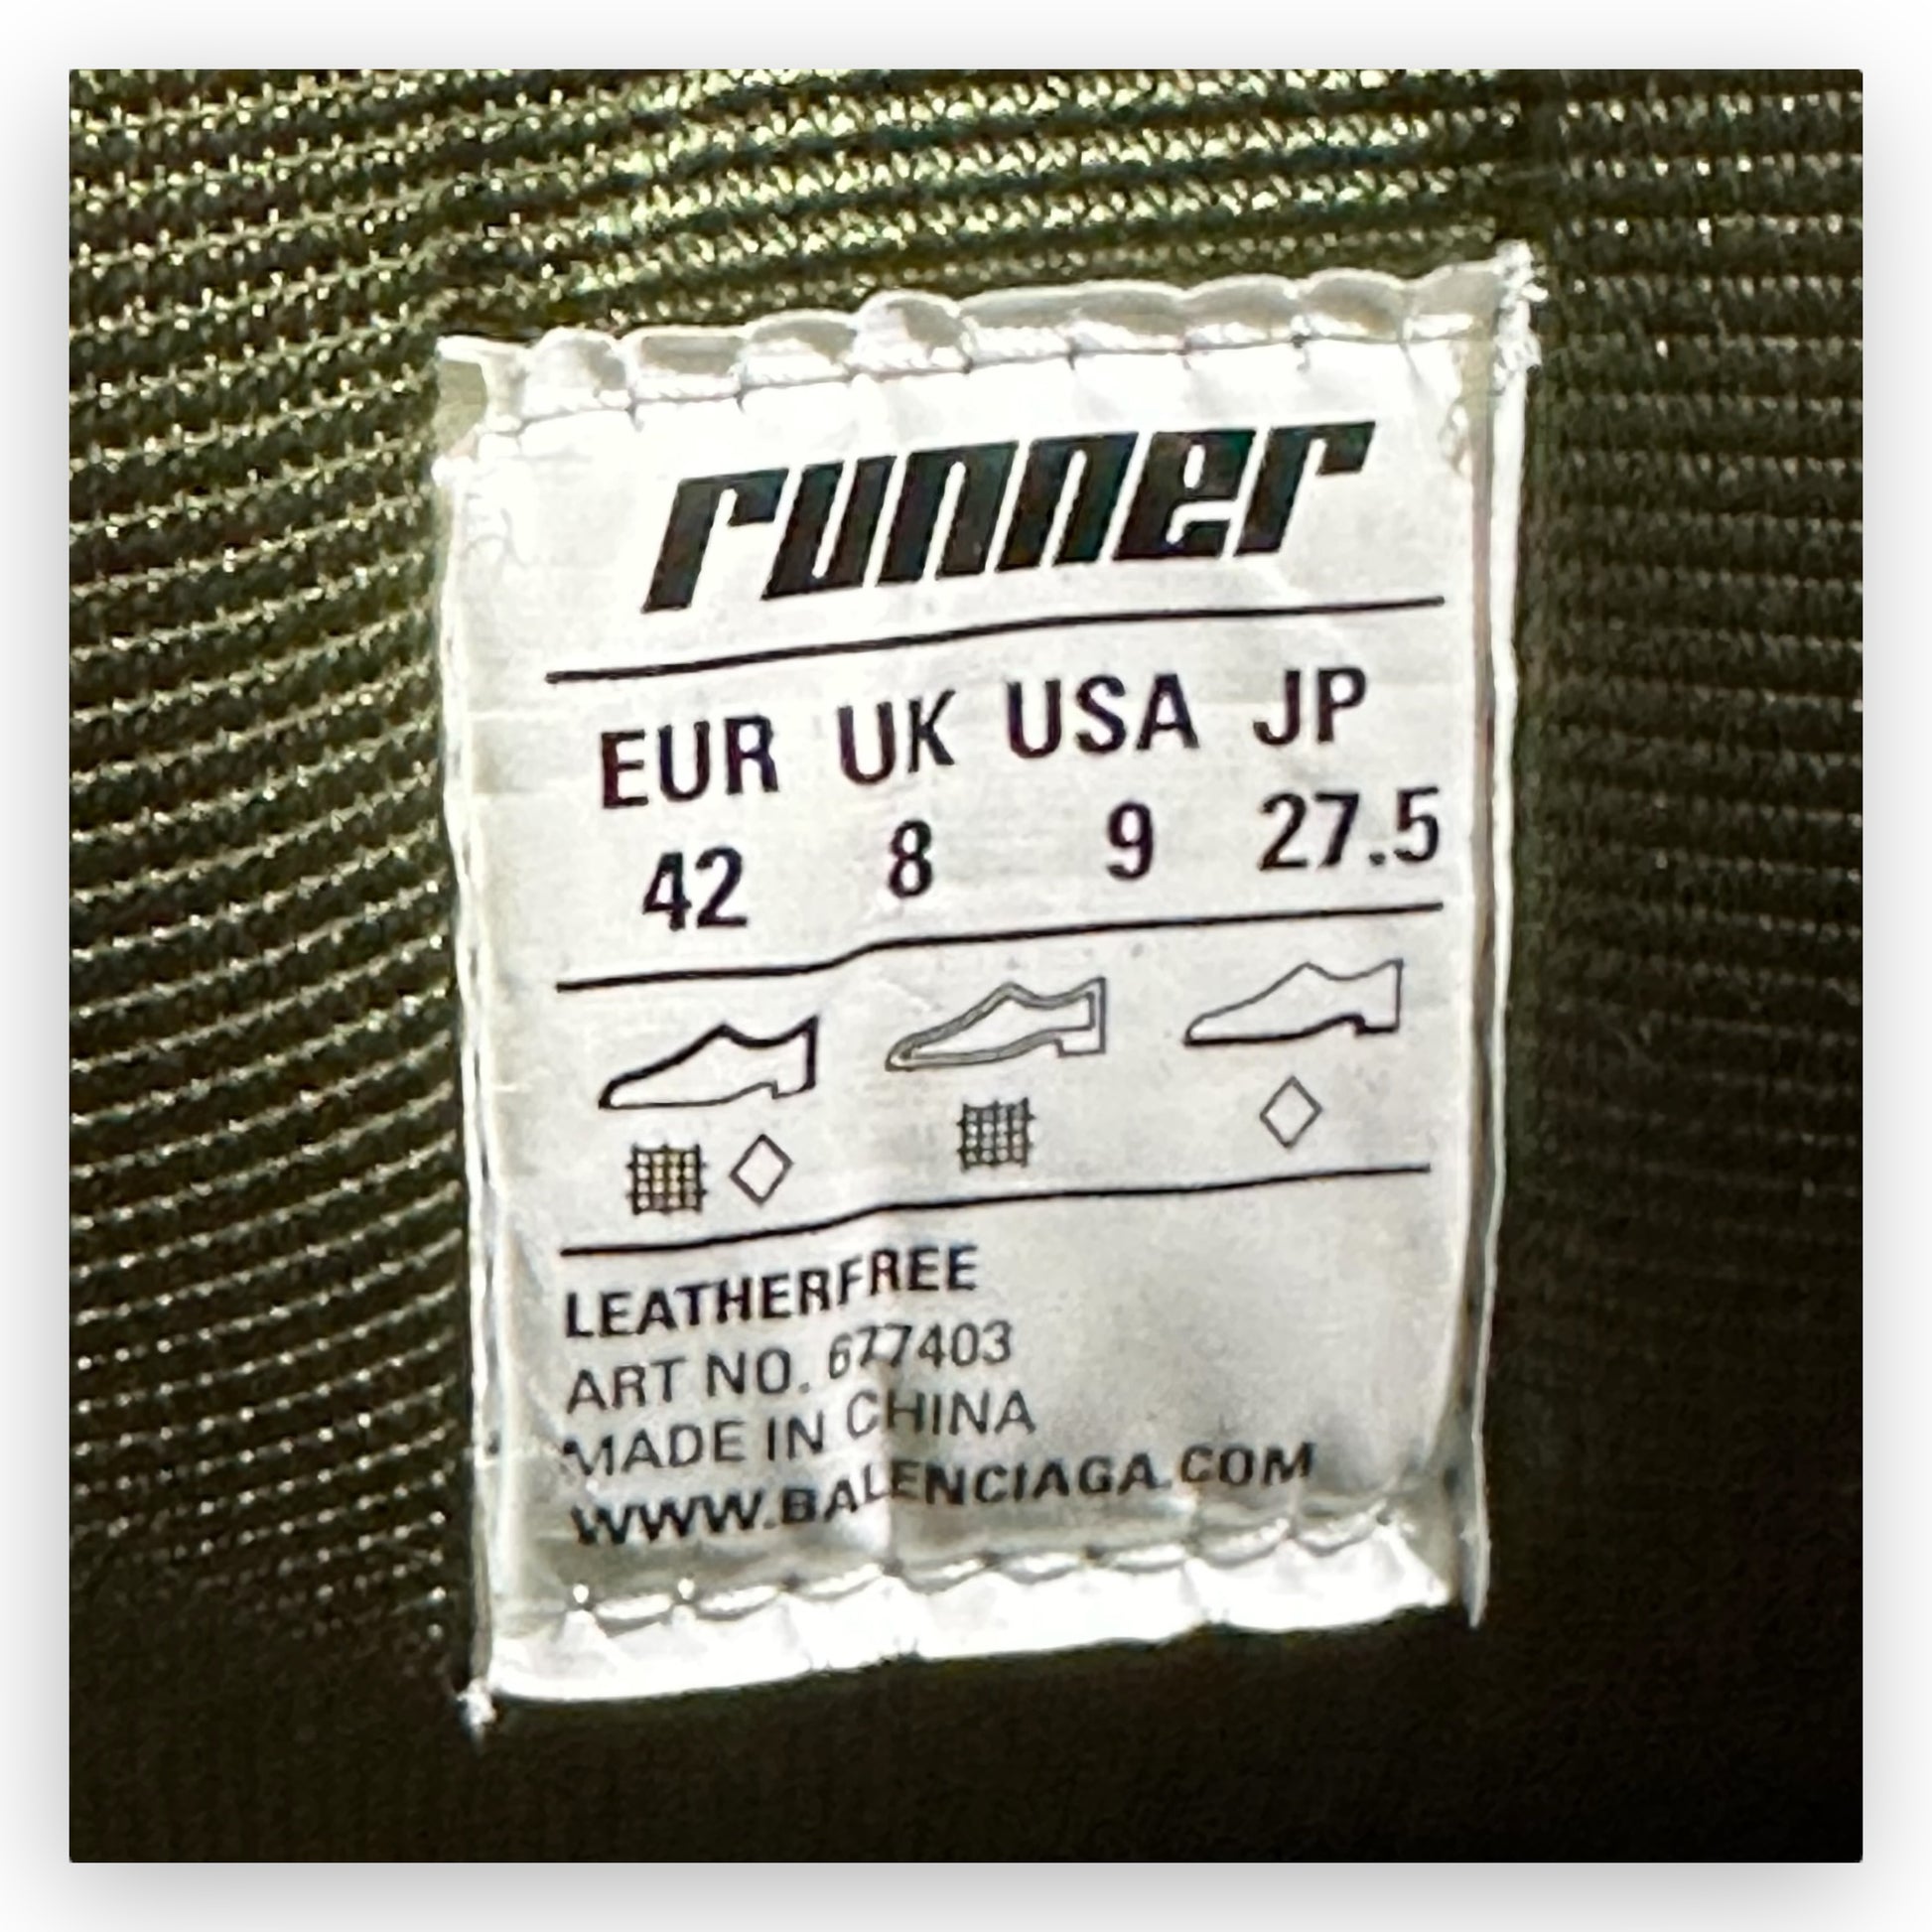 runner
EUR UK USA JP
42 8 9 27.5
LEATHERFREE
ART NO. 677403
MADE IN CHINA
WWW.BALENCIAGA.COM